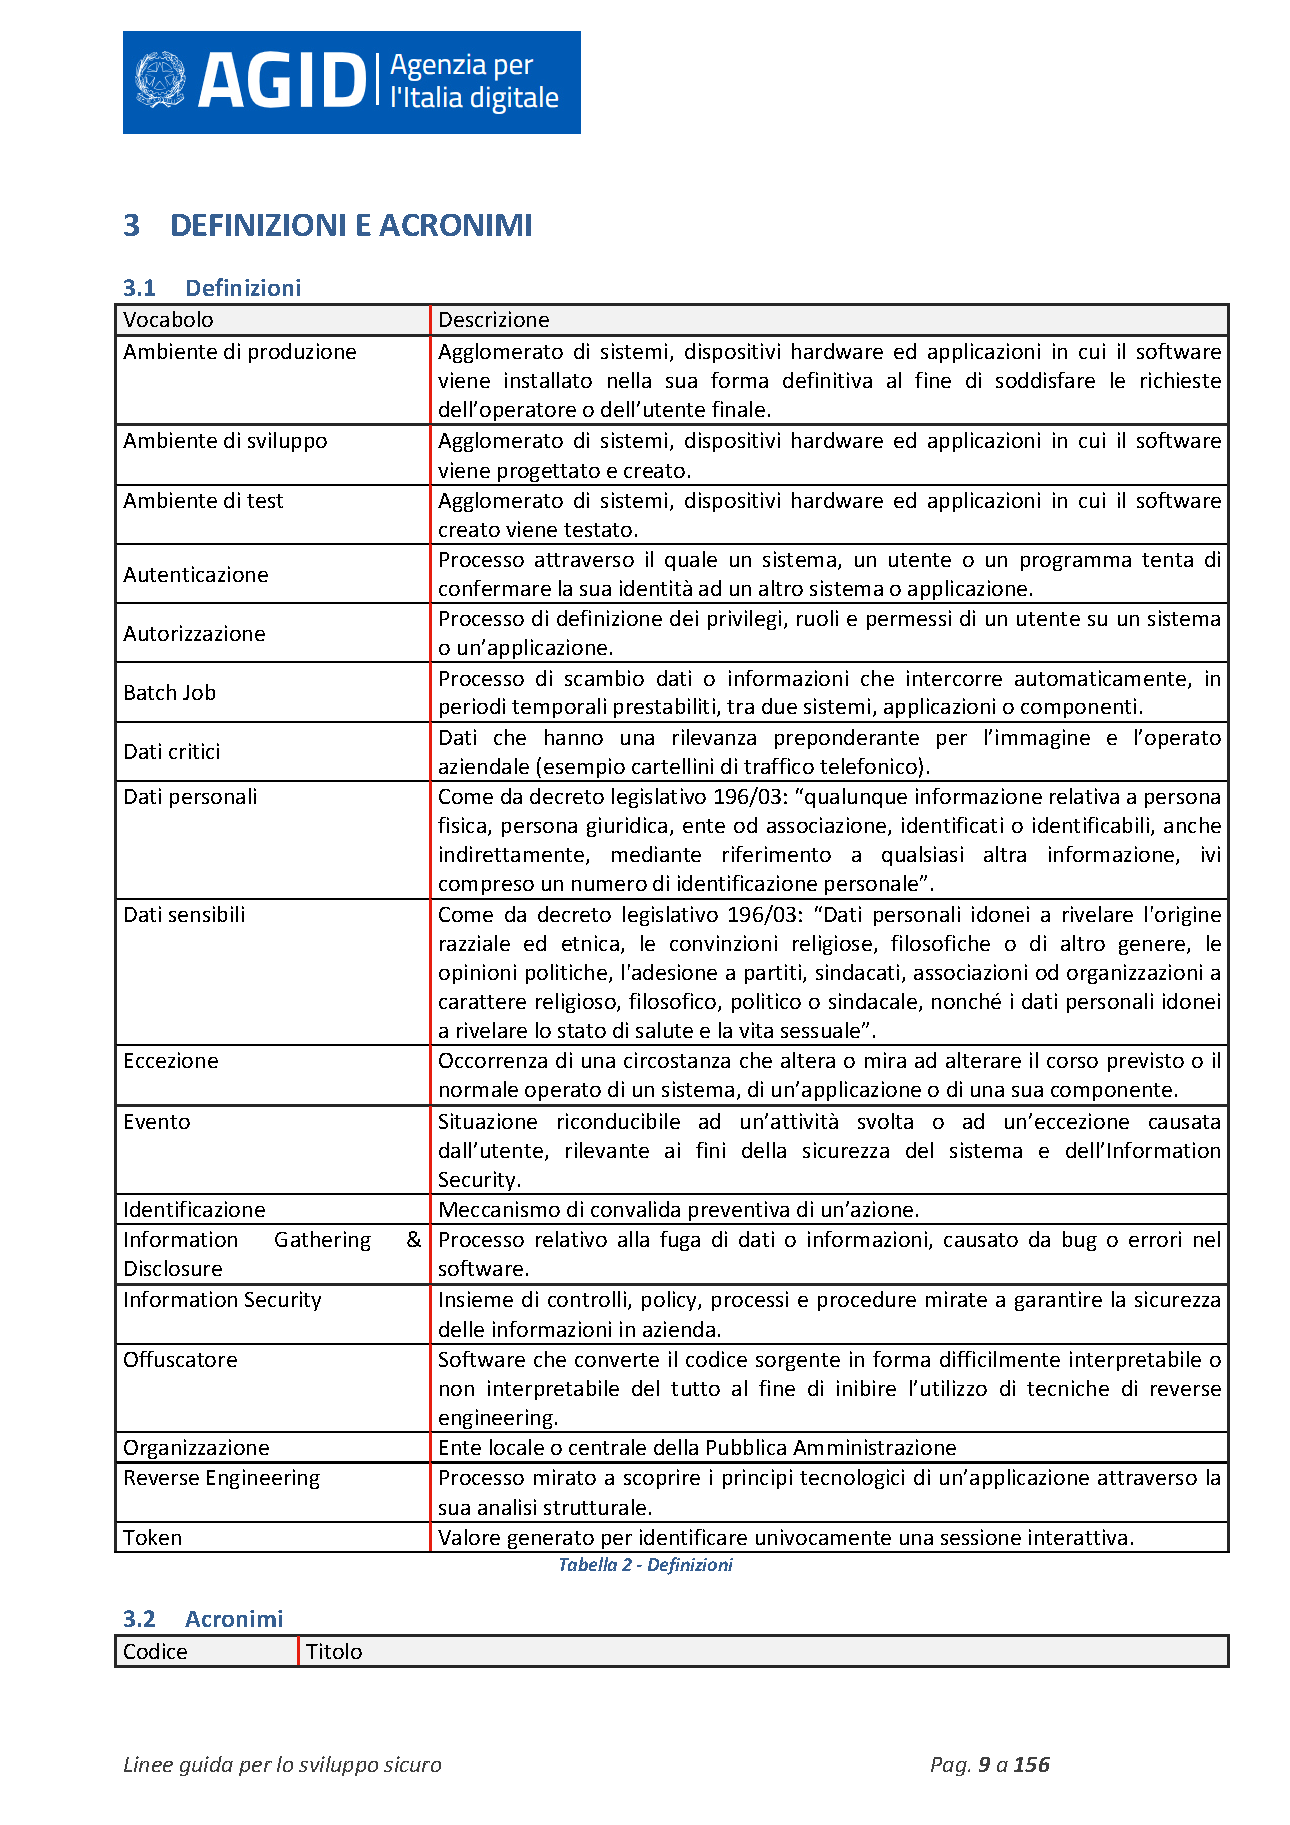 AGID Agenzia per
l'Italia digitale
3 DEFINIZIONI E ACRONIMI
3.1 Definizioni
Vocabolo Descrizione
Ambiente di produzione Agglomerato di sistemi, dispositivi hardware ed applicazioni in cui il software
viene installato nella sua forma definitiva al fine di soddisfare le richieste
dell’operatore o dell’utente finale.
Ambiente di sviluppo Agglomerato di sistemi, dispositivi hardware ed applicazioni in cui il software
viene progettato e creato.
Ambiente di test Agglomerato di sistemi, dispositivi hardware ed applicazioni in cui il software
creato viene testato.
Autenticazione Processo attraverso il quale un sistema, un utente o un programma tenta di
confermare la sua identità ad un altro sistema o applicazione.
Autorizzazione Processo di definizione dei privilegi, ruoli e permessi di un utente su un sistema
o un’applicazione.
Batch Job Processo di scambio dati o informazioni che intercorre automaticamente, in
periodi temporali prestabiliti, tra due sistemi, applicazioni o componenti.
Dati critici Dati che hanno una rilevanza preponderante per l’immagine e l’operato
aziendale (esempio cartellini di traffico telefonico).
Dati personali Come da decreto legislativo 196/03: “qualunque informazione relativa a persona
fisica, persona giuridica, ente od associazione, identificati o identificabili, anche
indirettamente, mediante riferimento a qualsiasi altra informazione, ivi
compreso un numero di identificazione personale”.
Dati sensibili Come da decreto legislativo 196/03: “Dati personali idonei a rivelare l'origine
razziale ed etnica, le convinzioni religiose, filosofiche o di altro genere, le
opinioni politiche, l'adesione a partiti, sindacati, associazioni od organizzazioni a
carattere religioso, filosofico, politico o sindacale, nonché i dati personali idonei
a rivelare lo stato di salute e la vita sessuale”.
Eccezione Occorrenza di una circostanza che altera o mira ad alterare il corso previsto o il
normale operato di un sistema, di un’applicazione o di una sua componente.
Evento Situazione riconducibile ad un’attività svolta o ad un’eccezione causata
dall’utente, rilevante ai fini della sicurezza del sistema e dell’Information
Security.
Identificazione Meccanismo di convalida preventiva di un’azione.
Information Gathering & Processo relativo alla fuga di dati o informazioni, causato da bug o errori nel
Disclosure software.
Information Security Insieme di controlli, policy, processi e procedure mirate a garantire la sicurezza
delle informazioni in azienda.
Offuscatore Software che converte il codice sorgente in forma difficilmente interpretabile o
non interpretabile del tutto al fine di inibire l’utilizzo di tecniche di reverse
engineering.
Organizzazione Ente locale o centrale della Pubblica Amministrazione
Reverse Engineering Processo mirato a scoprire i principi tecnologici di un’applicazione attraverso la
sua analisi strutturale.
Token Valore generato per identificare univocamente una sessione interattiva.
Tabella 2 - Definizioni
3.2 Acronimi
Codice Titolo
Linee guida per lo sviluppo sicuro Pag. 9 a 156